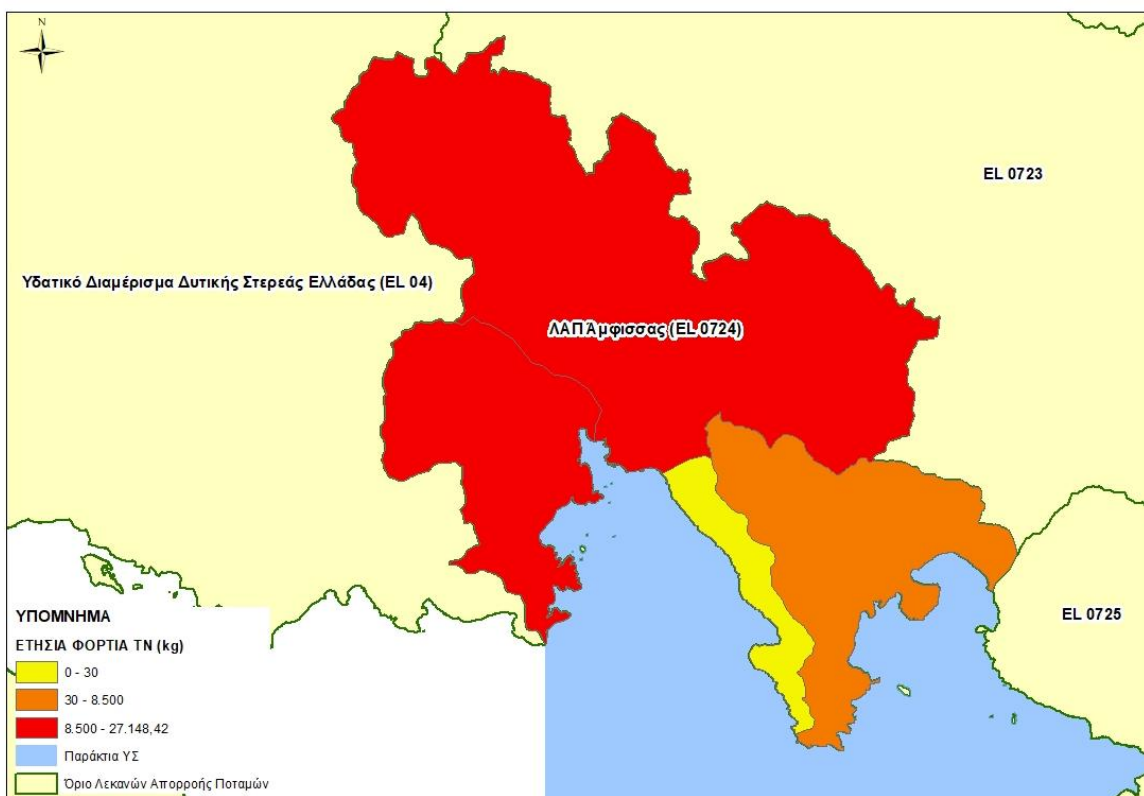 N
EL 0723
Υδατικό Διαμέρισμα Δυτικής Στερεάς Ελλάδας (EL 04)
ΛΑΠ Άμφισσας (EL 0724)
EL 0725
ΥΠΟΜΝΗΜΑ
ΕΤΗΣΙΑ ΦΟΡΤΙΑ TN (kg)
0 - 30
30 - 8.500
8.500 - 27.148,42
Παράκτια ΥΣ
Όριο Λεκανών Απορροής Ποταμών